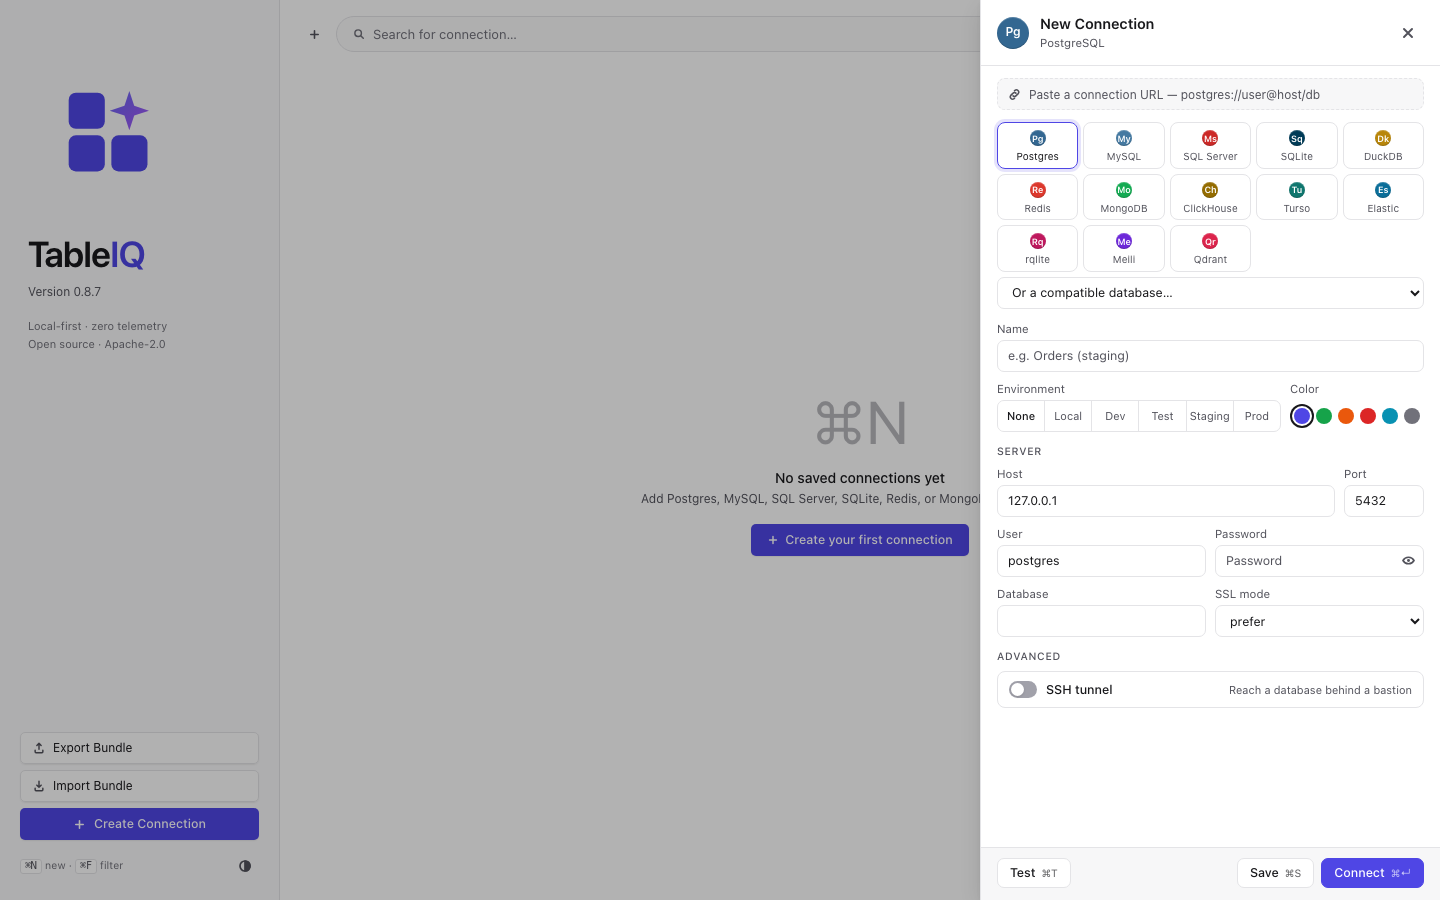 TableIQ
Version 0.8.7
Local-first · zero telemetry
Open source · Apache-2.0
Export Bundle
Import Bundle
Create Connection
⌘N new · ⌘F filter
Search for connection...
⌘N
No saved connections yet
Add Postgres, MySQL, SQL Server, SQLite, Redis, or Mongo
Create your first connection
Pg
New Connection
PostgreSQL
Paste a connection URL — postgres://user@host/db
Pg My Ms Sq Dk
Postgres MySQL SQL Server SQLite DuckDB
Re Mo Ch Tu Es
Redis MongoDB ClickHouse Turso Elastic
Rq Me Qr
rqlite Meili Qdrant
Or a compatible database...
Name
e.g. Orders (staging)
Environment Color
None Local Dev Test Staging Prod
SERVER
Host Port
127.0.0.1 5432
User Password
postgres Password
Database SSL mode
prefer
ADVANCED
SSH tunnel Reach a database behind a bastion
Test ⌘T Save ⌘S Connect ⌘↵